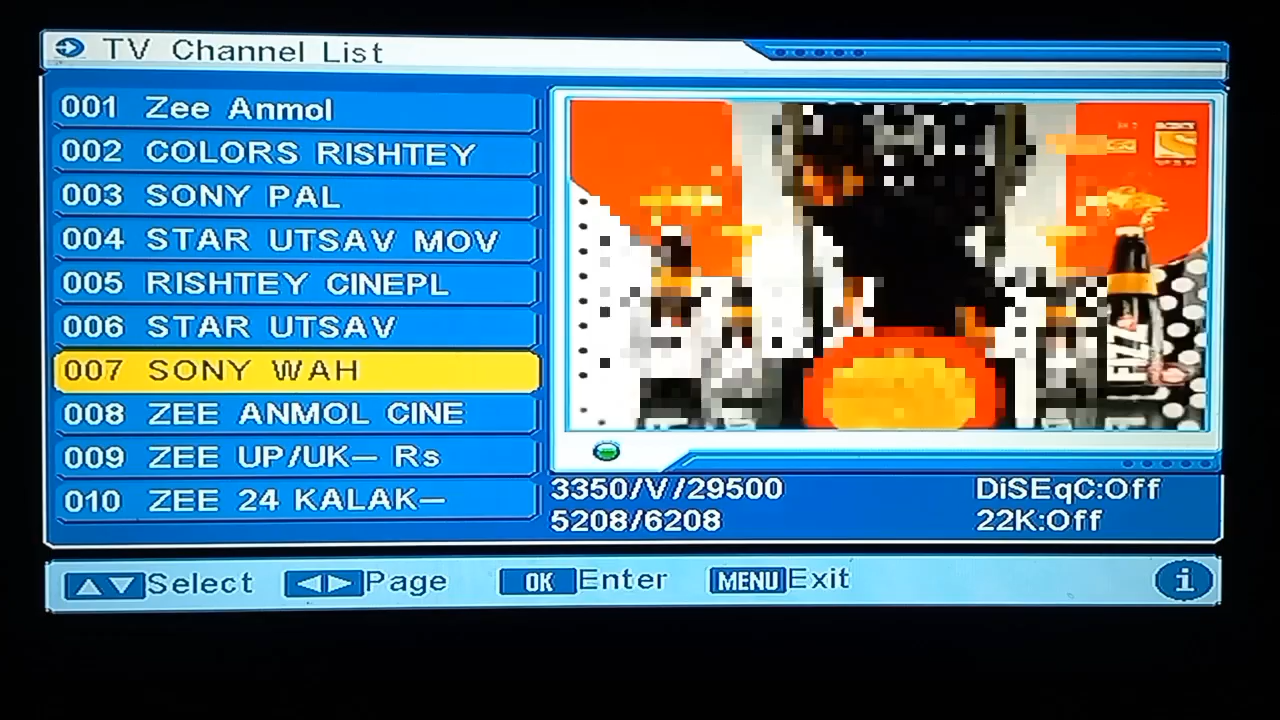 TV Channel List
001 Zee Anmol
002 COLORS RISHTEY
003 SONY PAL
004 STAR UTSAV MOV
005 RISHTEY CINEPL
006 STAR UTSAV
007 SONY WAH
008 ZEE ANMOL CINE
009 ZEE UP/UK– Rs
010 ZEE 24 KALAK–
FIZZ
3350/V/29500
DiSEqC:Off
5208/6208
22K:Off
Select
Page
OK Enter
MENU Exit
i